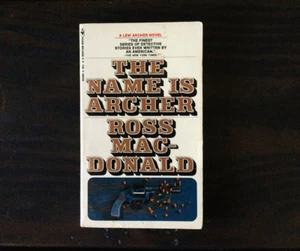 A LEW ARCHER NOVEL
"THE FINEST
SERIES OF DETECTIVE
STORIES EVER WRITTEN BY
AN AMERICAN."
THE NAME IS
ARCHER
ROSS
MAC-
DONALD